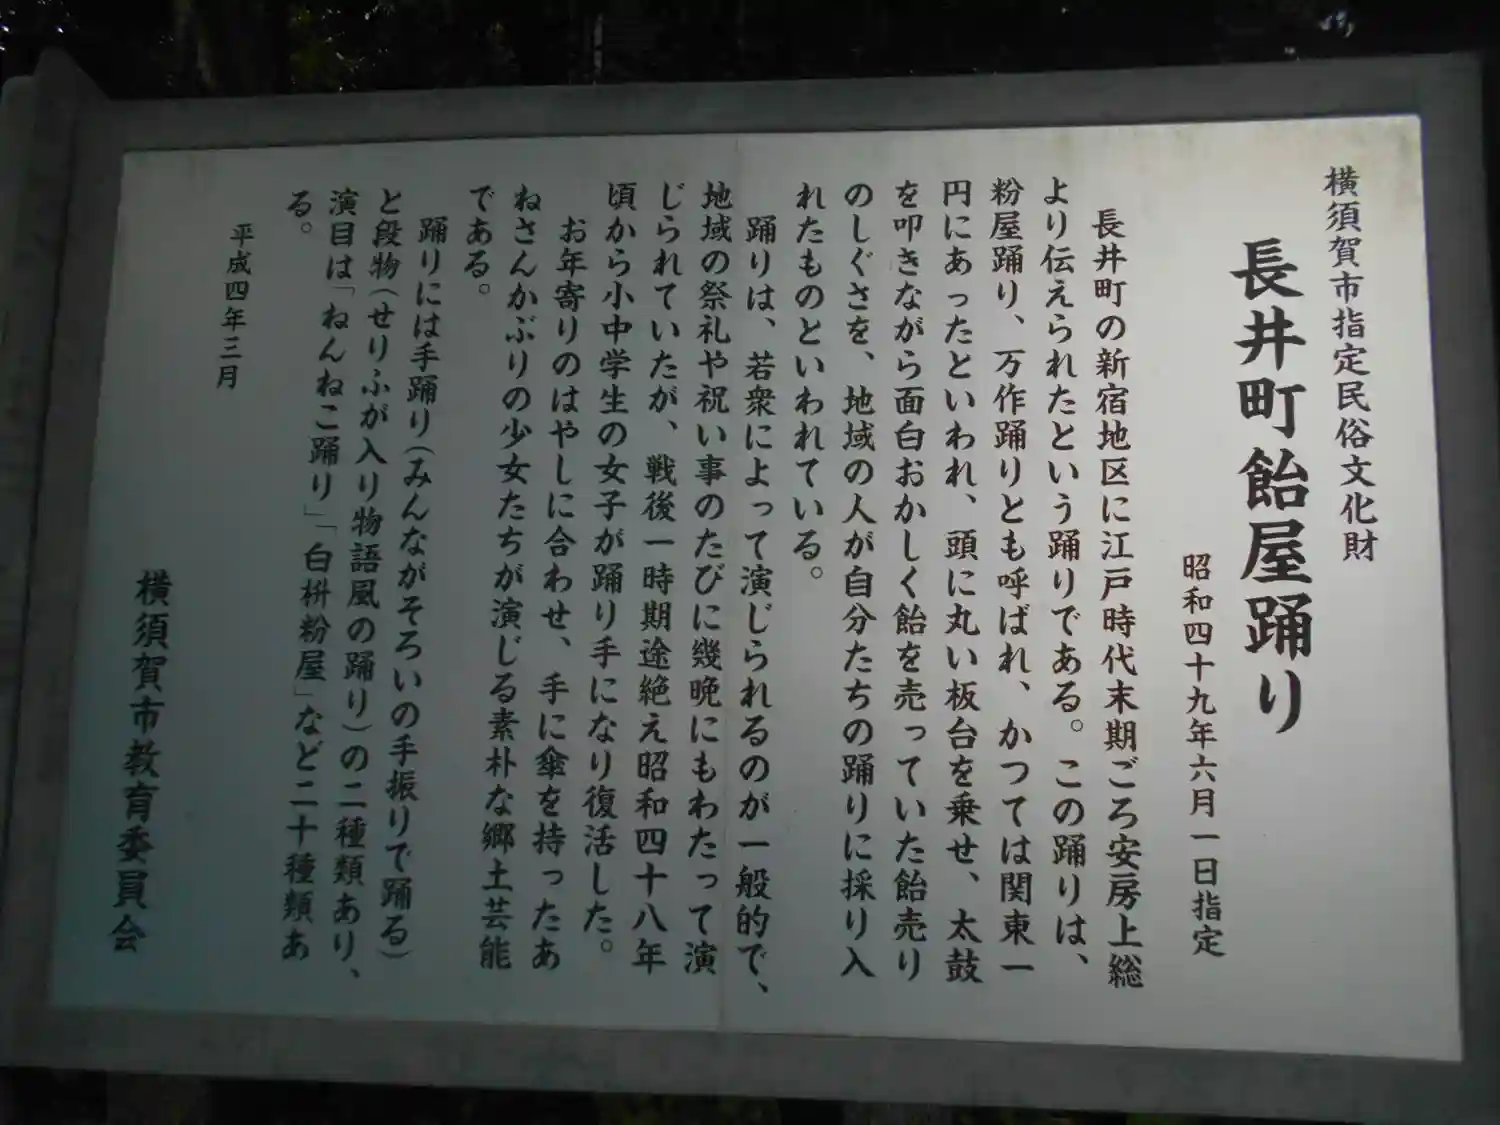 横須賀市指定民俗文化財
長井町飴屋踊り
昭和四十九年六月一日指定
長井町の新宿地区に江戸時代末期ごろ安房上総
より伝えられたという踊りである。この踊りは、
粉屋踊り、万作踊りとも呼ばれ、かつては関東一
円にあったといわれ、頭に丸い板台を乗せ、太鼓
を叩きながら面白おかしく飴を売っていた飴売り
のしぐさを、地域の人が自分たちの踊りに採り入
れたものといわれている。
踊りは、若衆によって演じられるのが一般的で、
地域の祭礼や祝い事のたびに幾晩にもわたって演
じられていたが、戦後一時期途絶え昭和四十八年
頃から小中学生の女子が踊り手になり復活した。
お年寄りのはやしに合わせ、手に傘を持ったあ
ねさんかぶりの少女たちが演じる素朴な郷土芸能
である。
踊りには手踊り(みんながそろいの手振りで踊る)
と段物(せりふが入り物語風の踊り)の二種類あり、
演目は「ねんねこ踊り」「白枡粉屋」など二十種類あ
る。
平成四年三月
横須賀市教育委員会